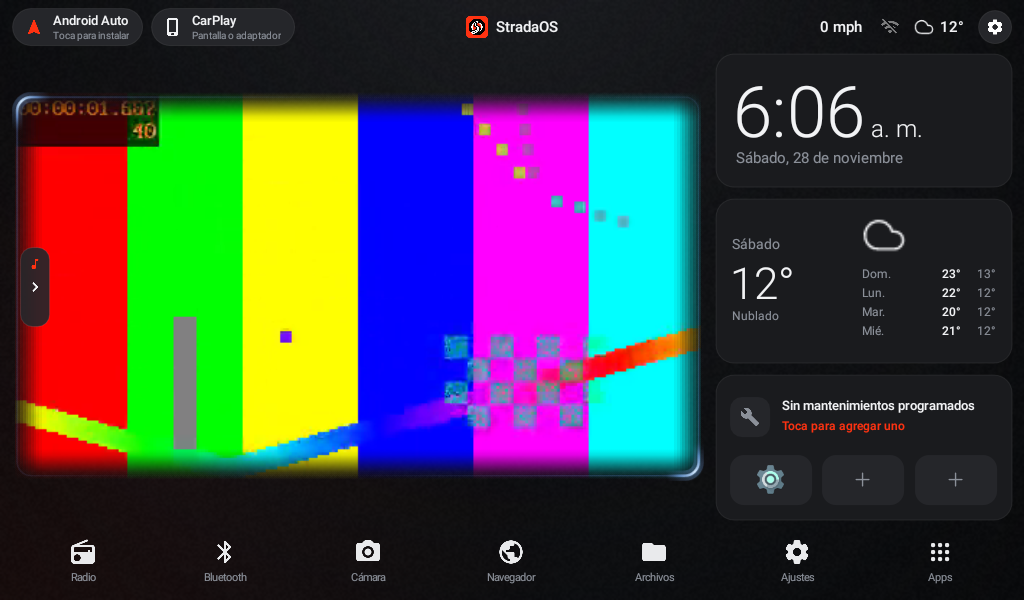 Android Auto
Toca para instalar
CarPlay
Pantalla o adaptador
StradaOS
0 mph
12°
40
6:06 a. m.
Sábado, 28 de noviembre
Sábado
12°
Nublado
Dom. 23° 13°
Lun. 22° 12°
Mar. 20° 12°
Mié. 21° 12°
Sin mantenimientos programados
Toca para agregar uno
Radio
Bluetooth
Cámara
Navegador
Archivos
Ajustes
Apps